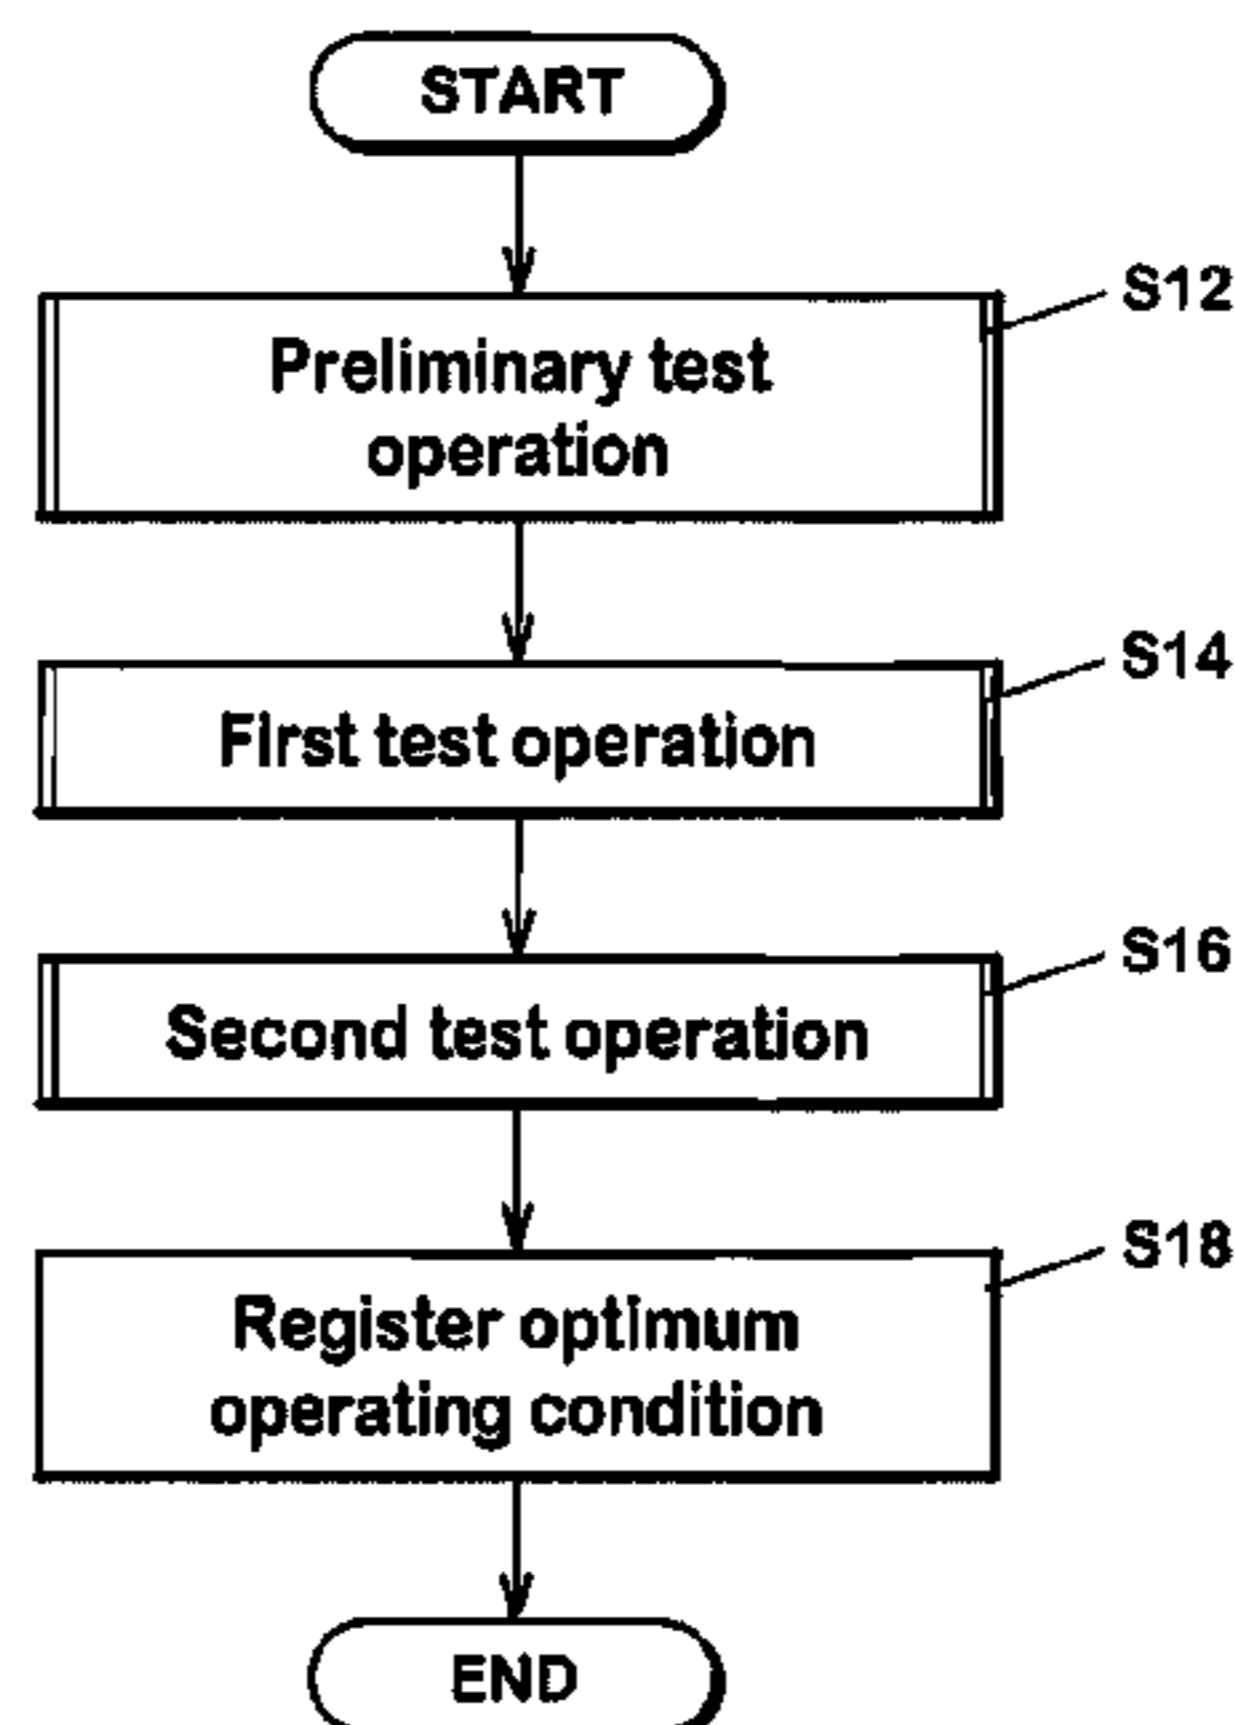 START
S12
Preliminary test
operation
S14
First test operation
S16
Second test operation
S18
Register optimum
operating condition
END